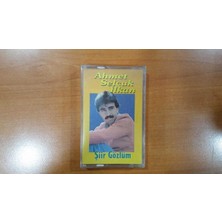 Ahmet
Selçuk
İlkan
Şiir Gözlüm